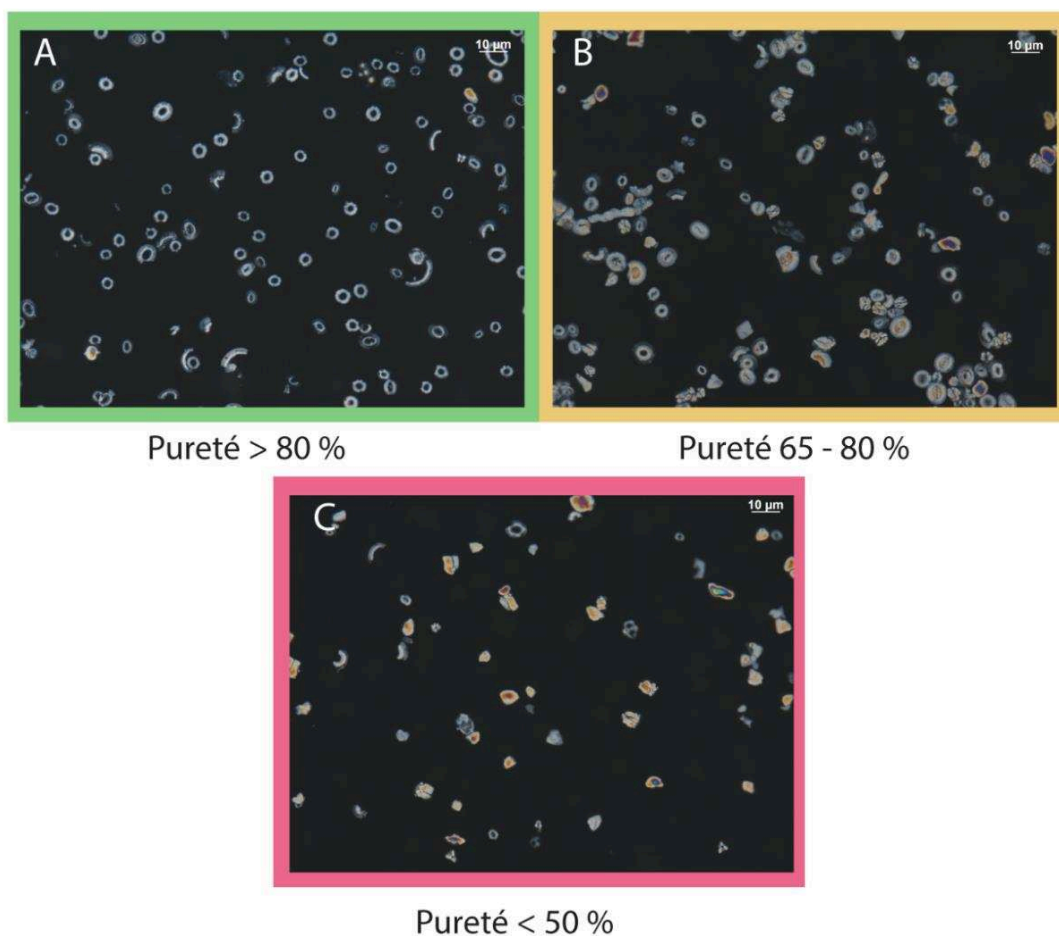 A
10 µm
B
10 µm
Pureté > 80 %
Pureté 65 - 80 %
C
10 µm
Pureté < 50 %